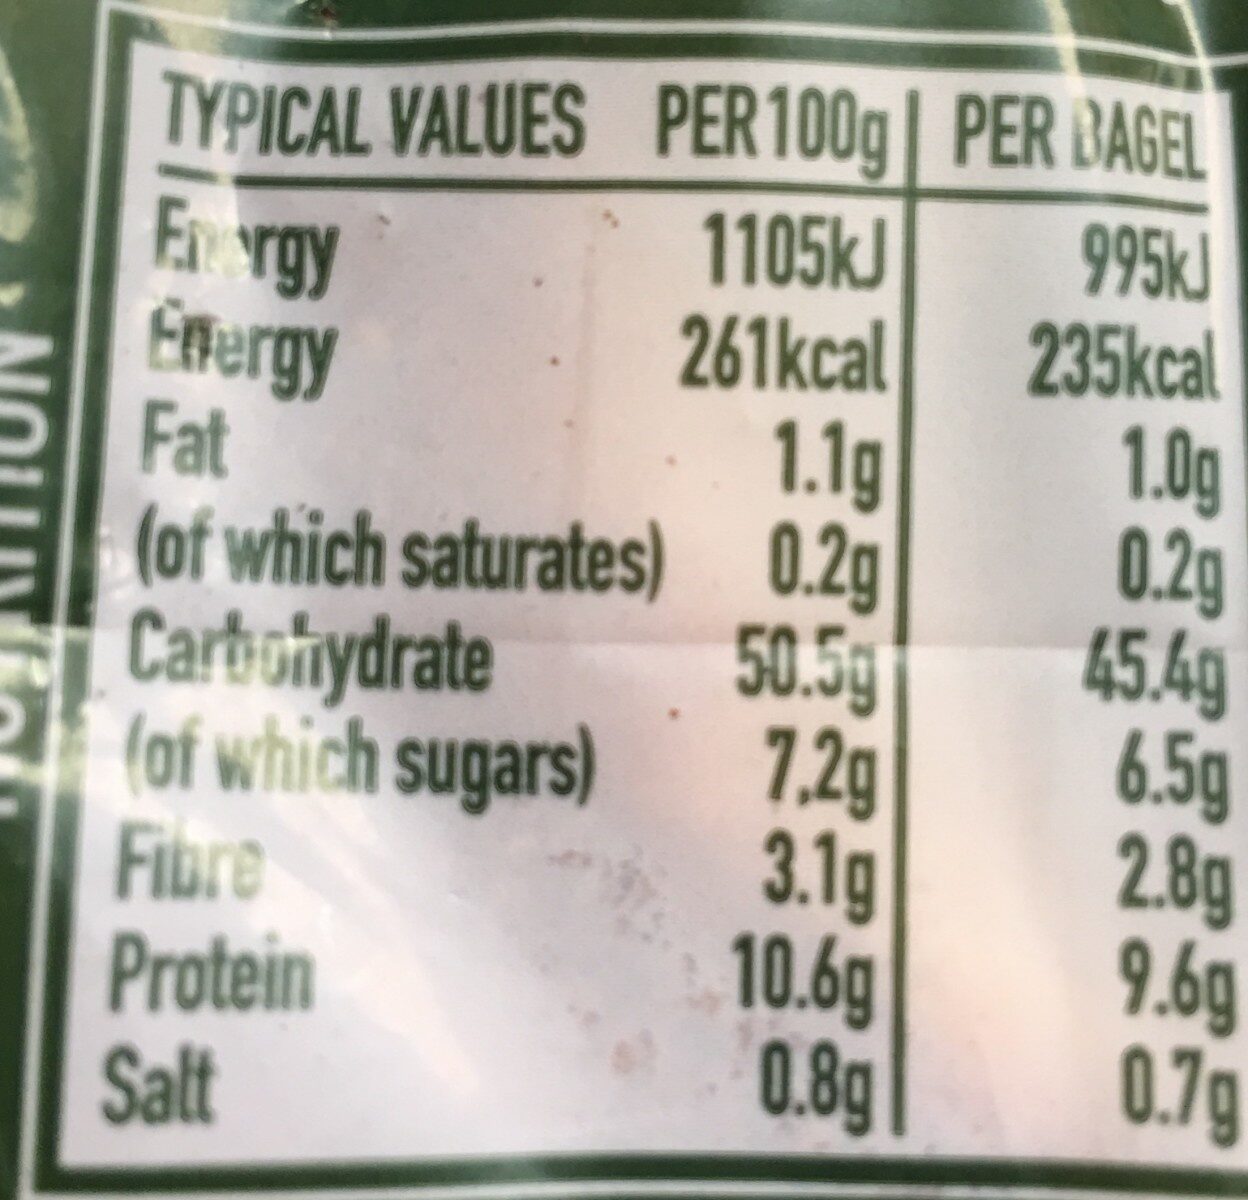 TYPICAL VALUES PER 100g PER BAGEL
Energy 1105kJ 995kJ
Energy 261kcal 235kcal
Fat 1.1g 1.0g
(of which saturates) 0.2g 0.2g
Carbohydrate 50.5g 45.4g
(of which sugars) 7.2g 6.5g
Fibre 3.1g 2.8g
Protein 10.6g 9.6g
Salt 0.8g 0.7g